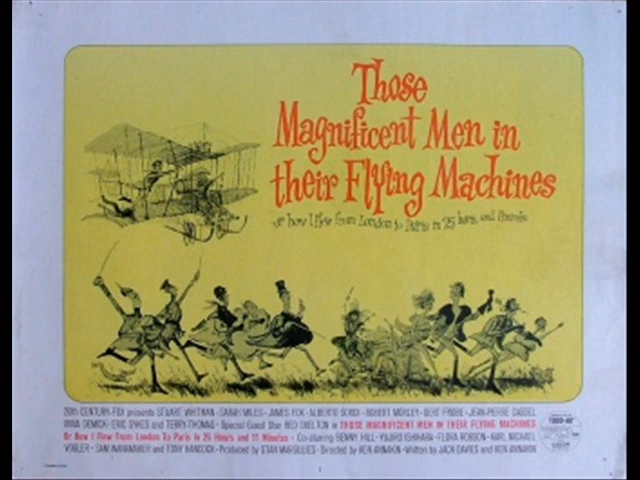 Those
Magnificent Men in
their Flying Machines
or how I flew from London to Paris in 25 hours and 11 minutes
20th CENTURY-FOX presents STUART WHITMAN · SARAH MILES · JAMES FOX · ALBERTO SORDI · ROBERT MORLEY · GERT FROBE · JEAN-PIERRE CASSEL
IRINA DEMICK · ERIC SYKES and TERRY-THOMAS · Special Guest Star RED SKELTON in THOSE MAGNIFICENT MEN IN THEIR FLYING MACHINES
Or How I Flew From London To Paris In 25 Hours and 11 Minutes · Co-starring BENNY HILL · YUJIRO ISHIHARA · FLORA ROBSON · KARL MICHAEL
VOGLER · SAM WANAMAKER and TONY HANCOCK · Produced by STAN MARGULIES · Directed by KEN ANNAKIN · Written by JACK DAVIES and KEN ANNAKIN
TODD-AO